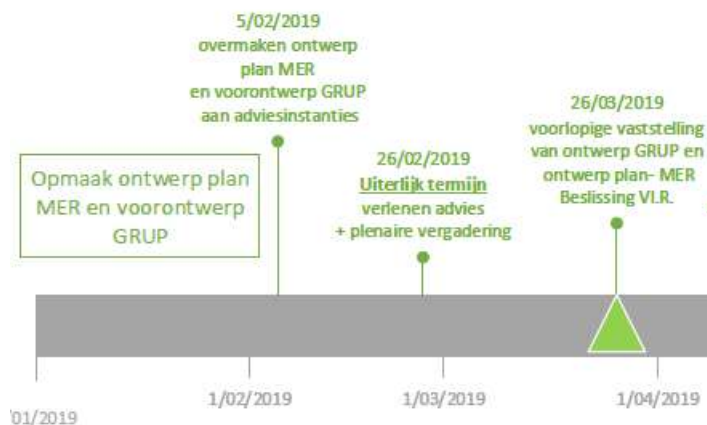 5/02/2019
overmaken ontwerp
plan MER
en voorontwerp GRUP
aan adviesinstanties
26/03/2019
voorlopige vaststelling
van ontwerp GRUP en
ontwerp plan- MER
Beslissing Vl.R.
26/02/2019
Uiterlijk termijn
verlenen advies
+ plenaire vergadering
Opmaak ontwerp plan
MER en voorontwerp
GRUP
1/02/2019
1/03/2019
1/04/2019
'01/2019